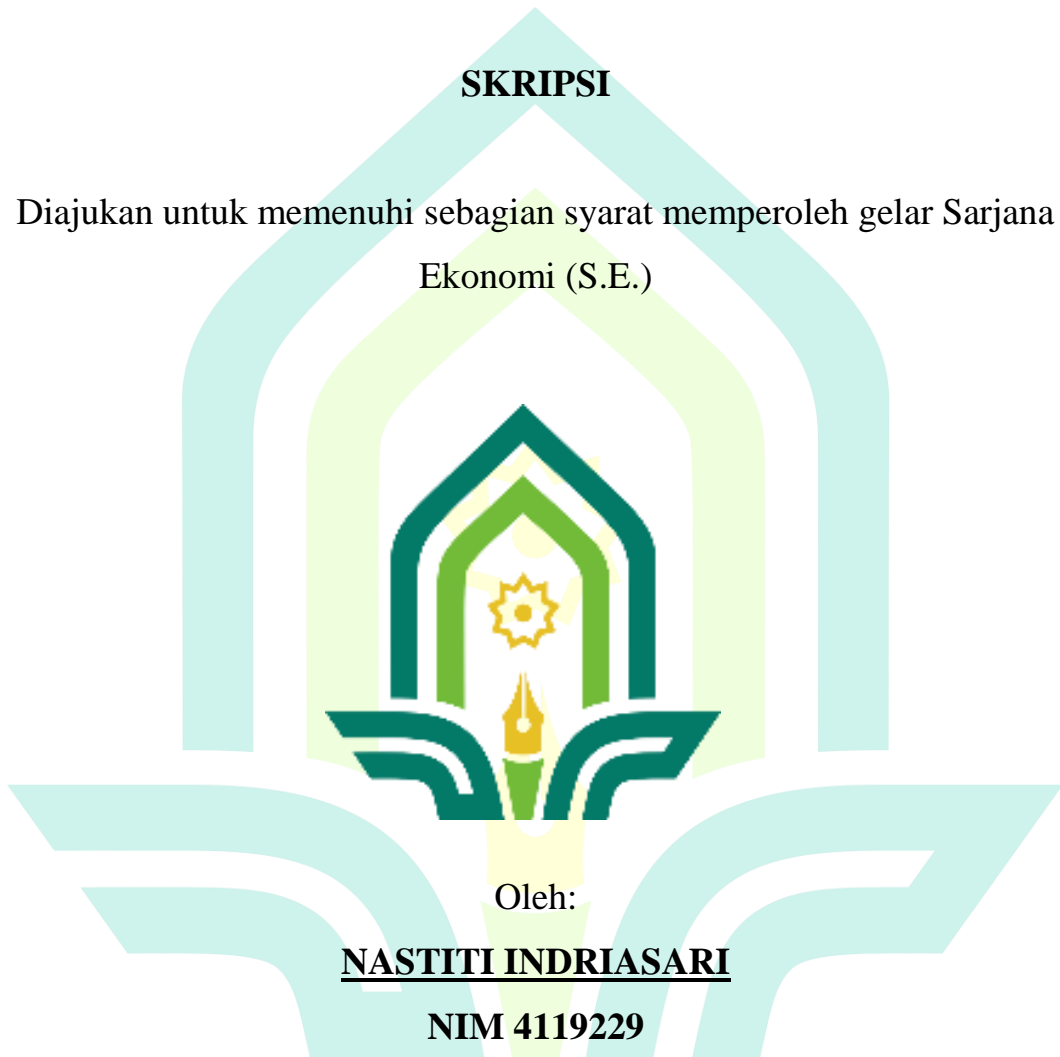 SKRIPSI
Diajukan untuk memenuhi sebagian syarat memperoleh gelar Sarjana
Ekonomi (S.E.)
Oleh:
NASTITI INDRIASARI
NIM 4119229